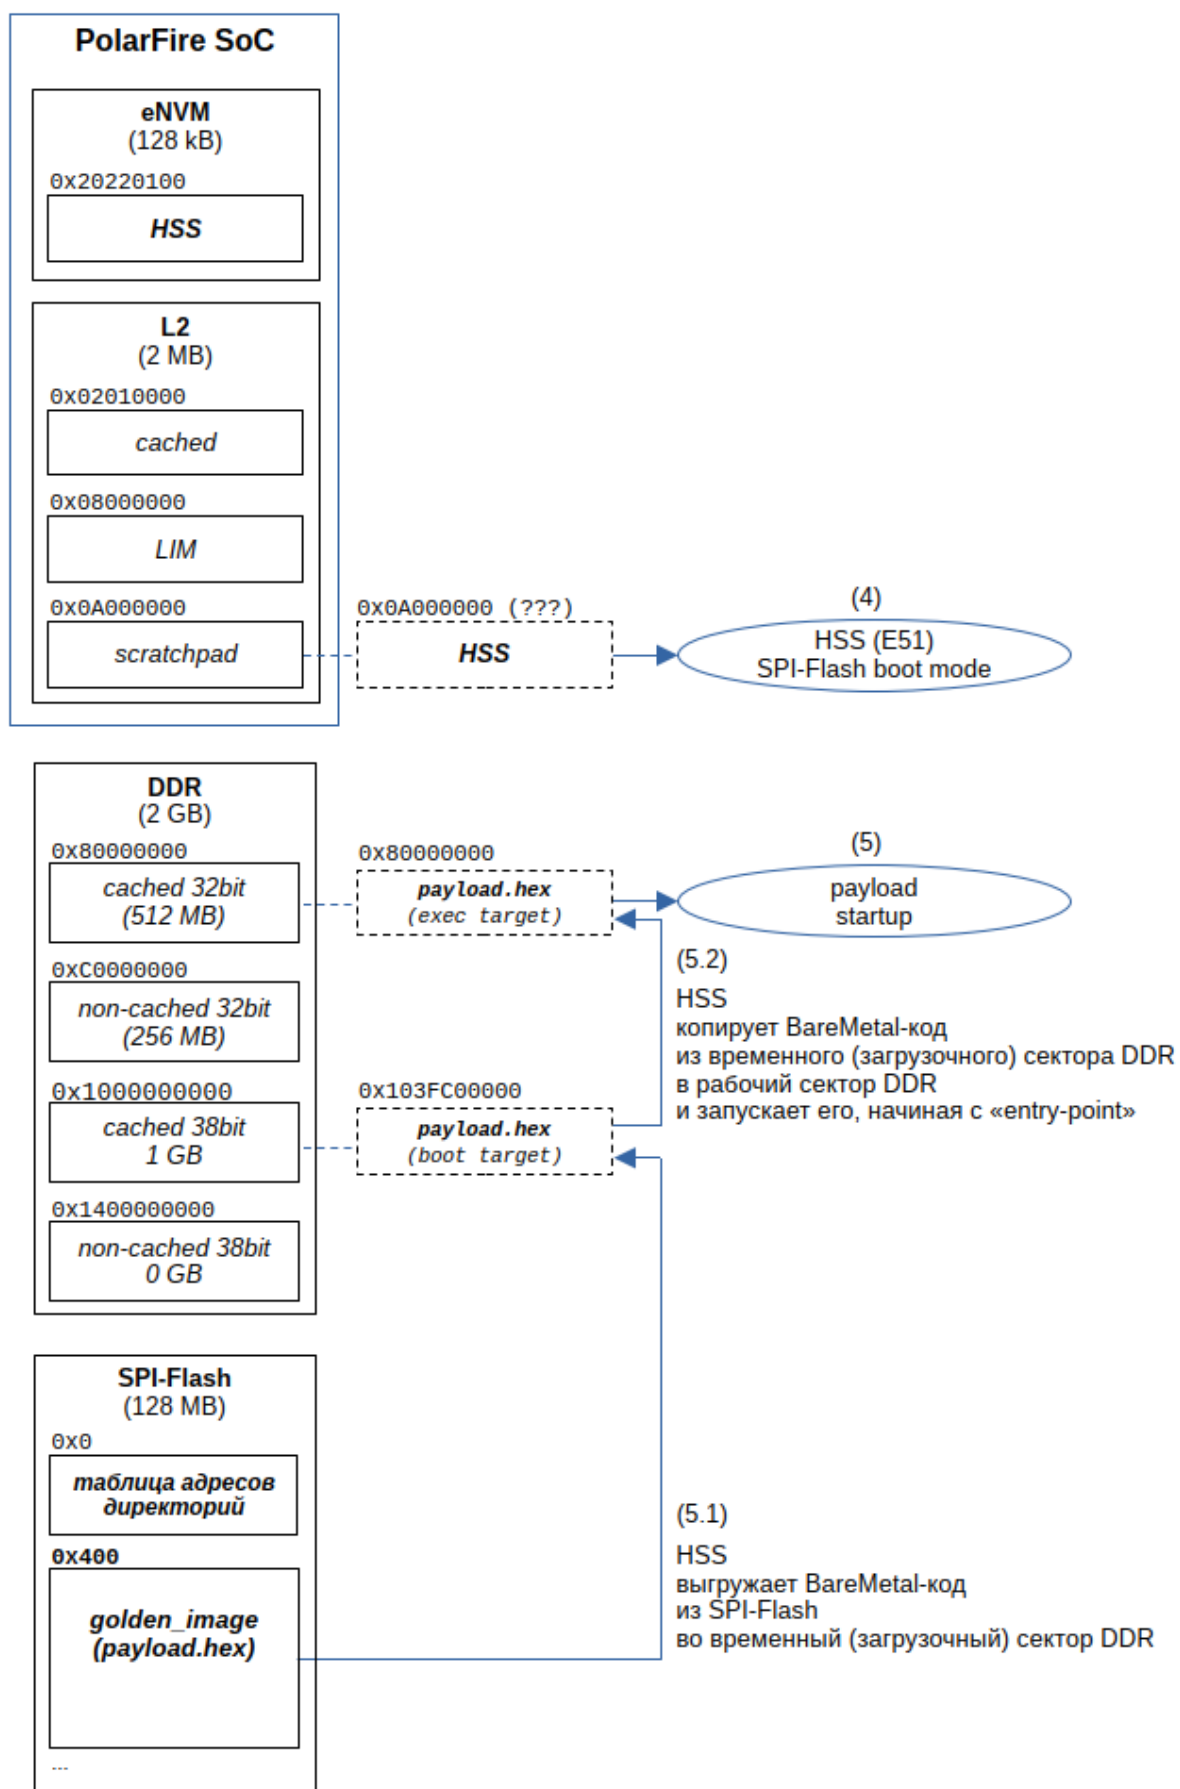 PolarFire SoC
eNVM
(128 kB)
0x20220100
HSS
L2
(2 MB)
0x02010000
cached
0x08000000
LIM
0x0A000000
scratchpad
0x0A000000 (???)
HSS
(4)
HSS (E51)
SPI-Flash boot mode
DDR
(2 GB)
0x80000000
cached 32bit
(512 MB)
0x80000000
payload.hex
(exec target)
(5)
payload
startup
(5.2)
HSS
копирует BareMetal-код
из временного (загрузочного) сектора DDR
в рабочий сектор DDR
и запускает его, начиная с «entry-point»
0xC0000000
non-cached 32bit
(256 MB)
0x1000000000
cached 38bit
1 GB
0x103FC00000
payload.hex
(boot target)
0x1400000000
non-cached 38bit
0 GB
SPI-Flash
(128 MB)
0x0
таблица адресов
директорий
0x400
golden_image
(payload.hex)
...
(5.1)
HSS
выгружает BareMetal-код
из SPI-Flash
во временный (загрузочный) сектор DDR